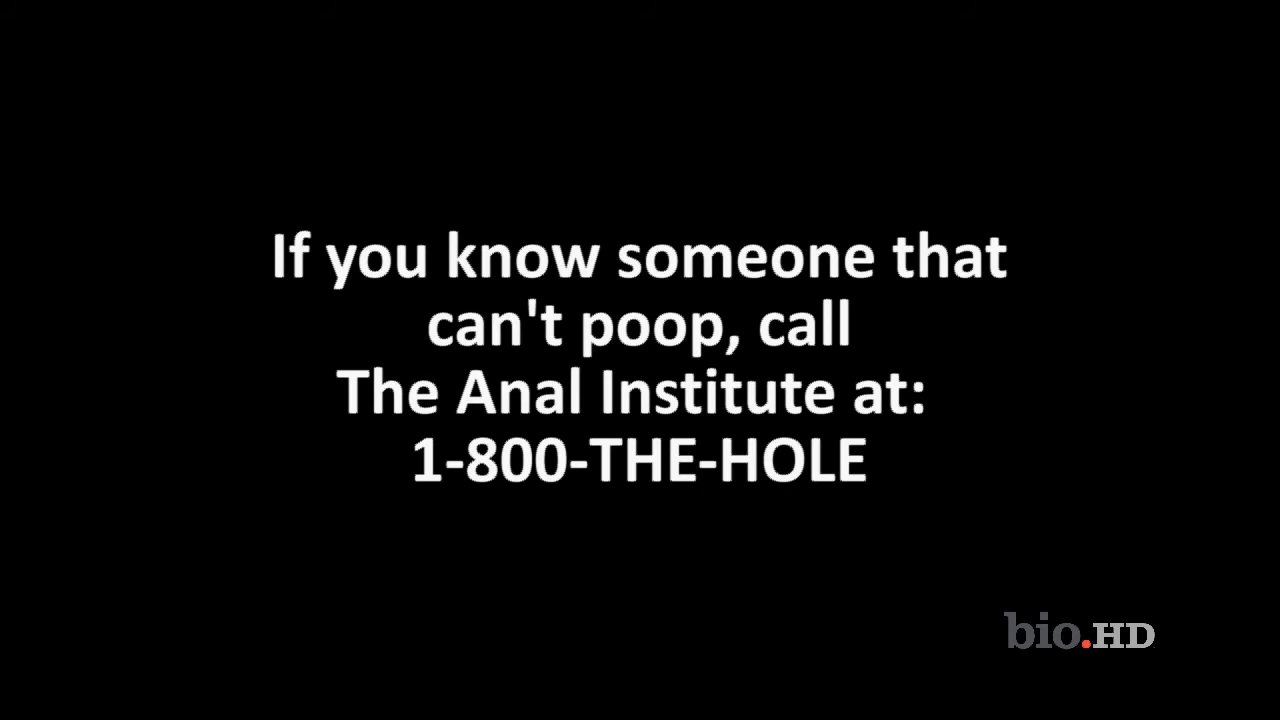 If you know someone that
can't poop, call
The Anal Institute at:
1-800-THE-HOLE
bio.HD